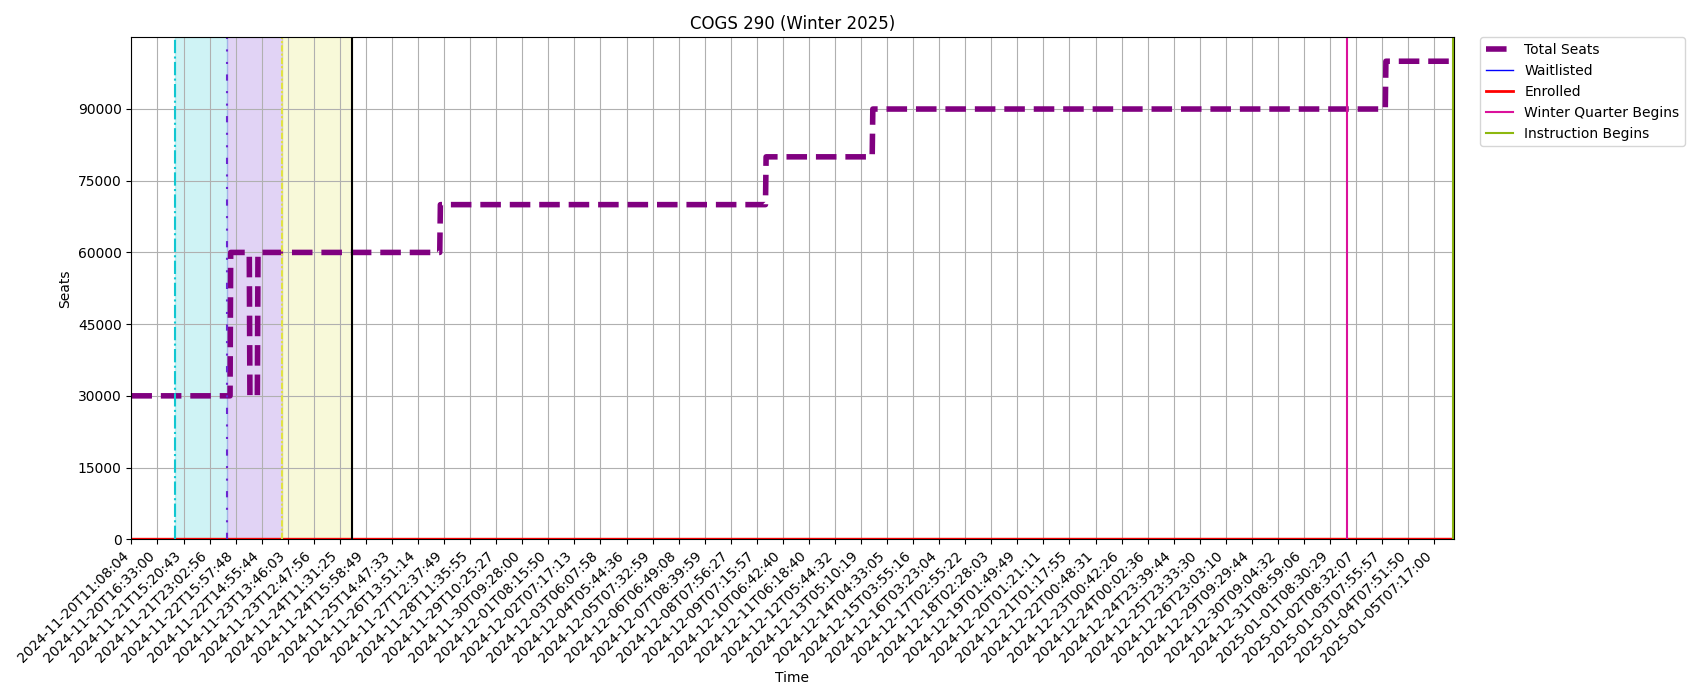 COGS 290 (Winter 2025)
Total Seats
Waitlisted
Enrolled
Winter Quarter Begins
Instruction Begins
Seats
90000
75000
60000
45000
30000
15000
0
2024-11-20T11:08:04
2024-11-20T16:33:00
2024-11-21T15:20:43
2024-11-21T23:02:56
2024-11-22T15:57:48
2024-11-22T14:55:44
2024-11-23T13:46:03
2024-11-23T12:47:56
2024-11-24T11:31:25
2024-11-24T15:58:49
2024-11-25T14:47:33
2024-11-26T13:51:14
2024-11-27T12:37:49
2024-11-28T11:35:55
2024-11-29T10:25:27
2024-11-30T09:28:00
2024-12-01T08:15:50
2024-12-02T07:17:13
2024-12-03T06:07:58
2024-12-04T05:44:36
2024-12-05T07:32:59
2024-12-06T06:49:08
2024-12-07T08:39:59
2024-12-08T07:56:27
2024-12-09T07:15:57
2024-12-10T06:42:40
2024-12-11T06:18:40
2024-12-12T05:44:32
2024-12-13T05:10:19
2024-12-14T04:33:05
2024-12-15T03:55:16
2024-12-16T03:23:04
2024-12-17T02:55:22
2024-12-18T02:28:03
2024-12-19T01:49:49
2024-12-20T01:21:11
2024-12-21T01:17:55
2024-12-22T00:48:31
2024-12-23T00:42:26
2024-12-24T00:02:36
2024-12-24T23:39:44
2024-12-25T23:33:30
2024-12-26T23:03:10
2024-12-29T09:29:44
2024-12-30T09:04:32
2024-12-31T08:59:06
2025-01-01T08:30:29
2025-01-02T08:32:07
2025-01-03T07:55:57
2025-01-04T07:51:50
2025-01-05T07:17:00
Time